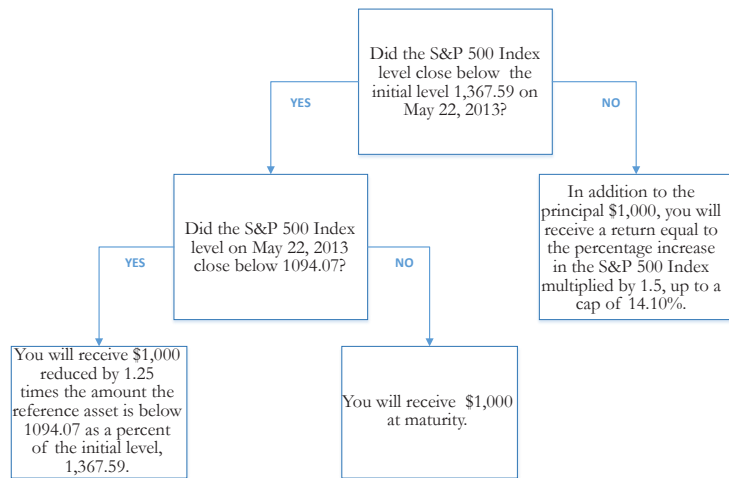 Did the S&P 500 Index
level close below the
initial level 1,367.59 on
May 22, 2013?
YES
NO
Did the S&P 500 Index
level on May 22, 2013
close below 1094.07?
In addition to the
principal $1,000, you will
receive a return equal to
the percentage increase
in the S&P 500 Index
multiplied by 1.5, up to a
cap of 14.10%.
YES
NO
You will receive $1,000
reduced by 1.25
times the amount the
reference asset is below
1094.07 as a percent
of the initial level,
1,367.59.
You will receive $1,000
at maturity.